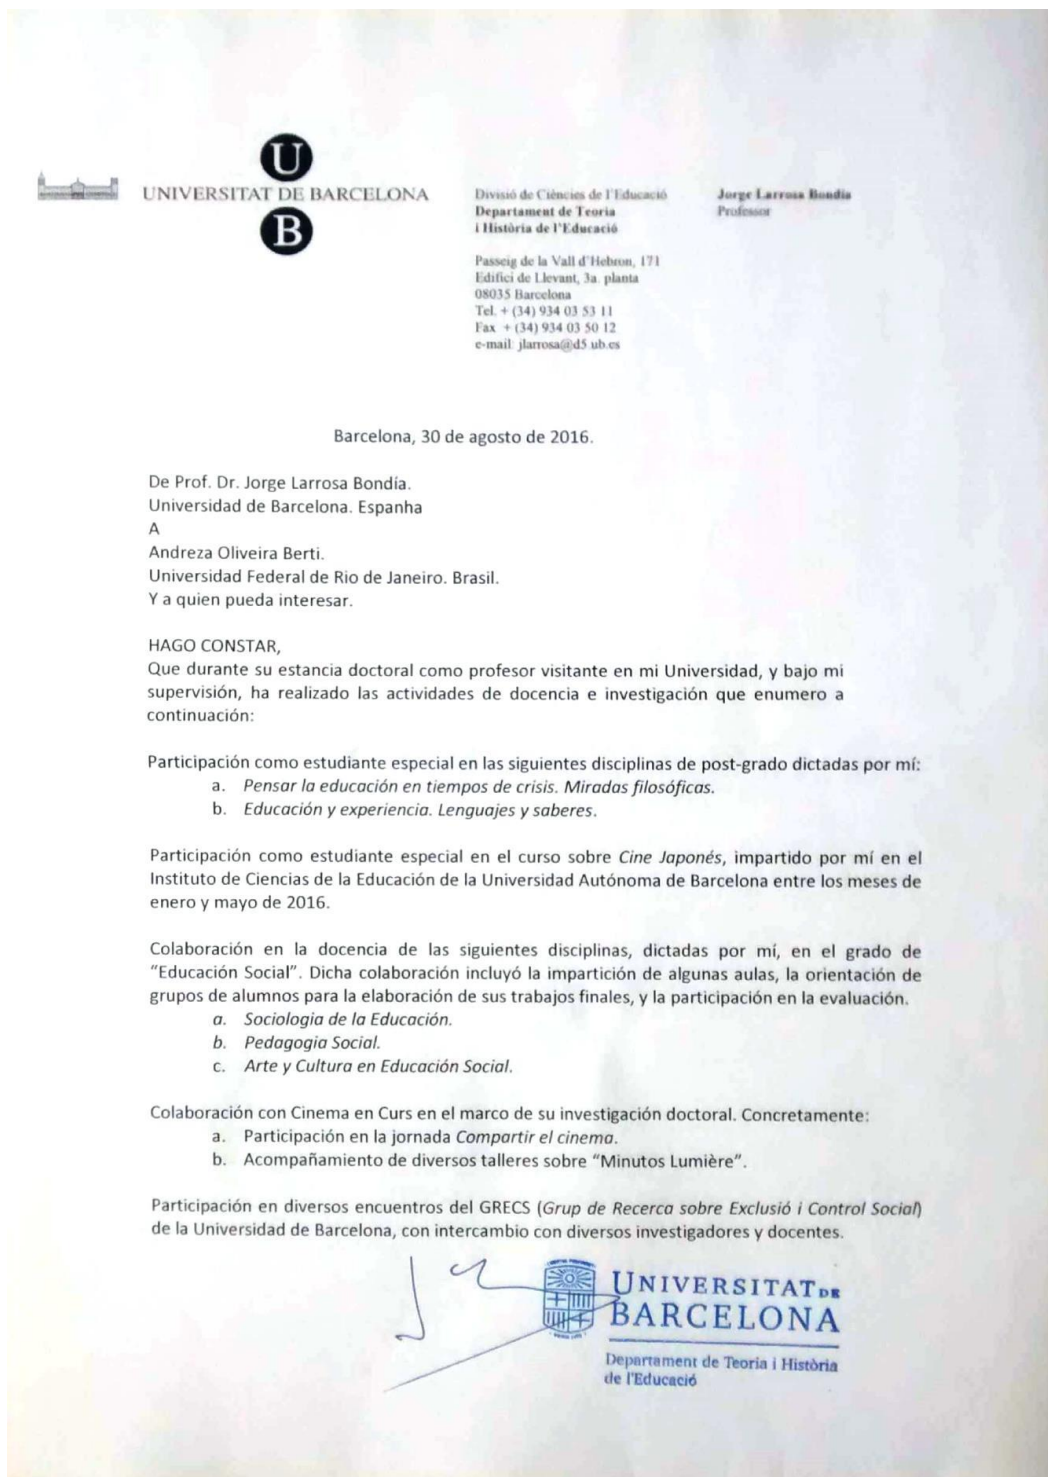 U
UNIVERSITAT DE BARCELONA
B
Divisió de Ciències de l'Educació
Departament de Teoria
i Història de l'Educació
Jorge Larrosa Bondia
Professor
Passeig de la Vall d'Hebron, 171
Edifici de Llevant, 3a. planta
08035 Barcelona
Tel. + (34) 934 03 53 11
Fax + (34) 934 03 50 12
e-mail: jlarrosa@d5.ub.es
Barcelona, 30 de agosto de 2016.
De Prof. Dr. Jorge Larrosa Bondía.
Universidad de Barcelona. Espanha
A
Andreza Oliveira Berti.
Universidad Federal de Rio de Janeiro. Brasil.
Y a quien pueda interesar.
HAGO CONSTAR,
Que durante su estancia doctoral como profesor visitante en mi Universidad, y bajo mi
supervisión, ha realizado las actividades de docencia e investigación que enumero a
continuación:
Participación como estudiante especial en las siguientes disciplinas de post-grado dictadas por mí:
a. Pensar la educación en tiempos de crisis. Miradas filosóficas.
b. Educación y experiencia. Lenguajes y saberes.
Participación como estudiante especial en el curso sobre Cine Japonés, impartido por mí en el
Instituto de Ciencias de la Educación de la Universidad Autónoma de Barcelona entre los meses de
enero y mayo de 2016.
Colaboración en la docencia de las siguientes disciplinas, dictadas por mí, en el grado de
“Educación Social”. Dicha colaboración incluyó la impartición de algunas aulas, la orientación de
grupos de alumnos para la elaboración de sus trabajos finales, y la participación en la evaluación.
a. Sociologia de la Educación.
b. Pedagogia Social.
c. Arte y Cultura en Educación Social.
Colaboración con Cinema en Curs en el marco de su investigación doctoral. Concretamente:
a. Participación en la jornada Compartir el cinema.
b. Acompañamiento de diversos talleres sobre “Minutos Lumière”.
Participación en diversos encuentros del GRECS (Grup de Recerca sobre Exclusió i Control Social)
de la Universidad de Barcelona, con intercambio con diversos investigadores y docentes.
UNIVERSITAT DE
BARCELONA
Departament de Teoria i Història
de l'Educació